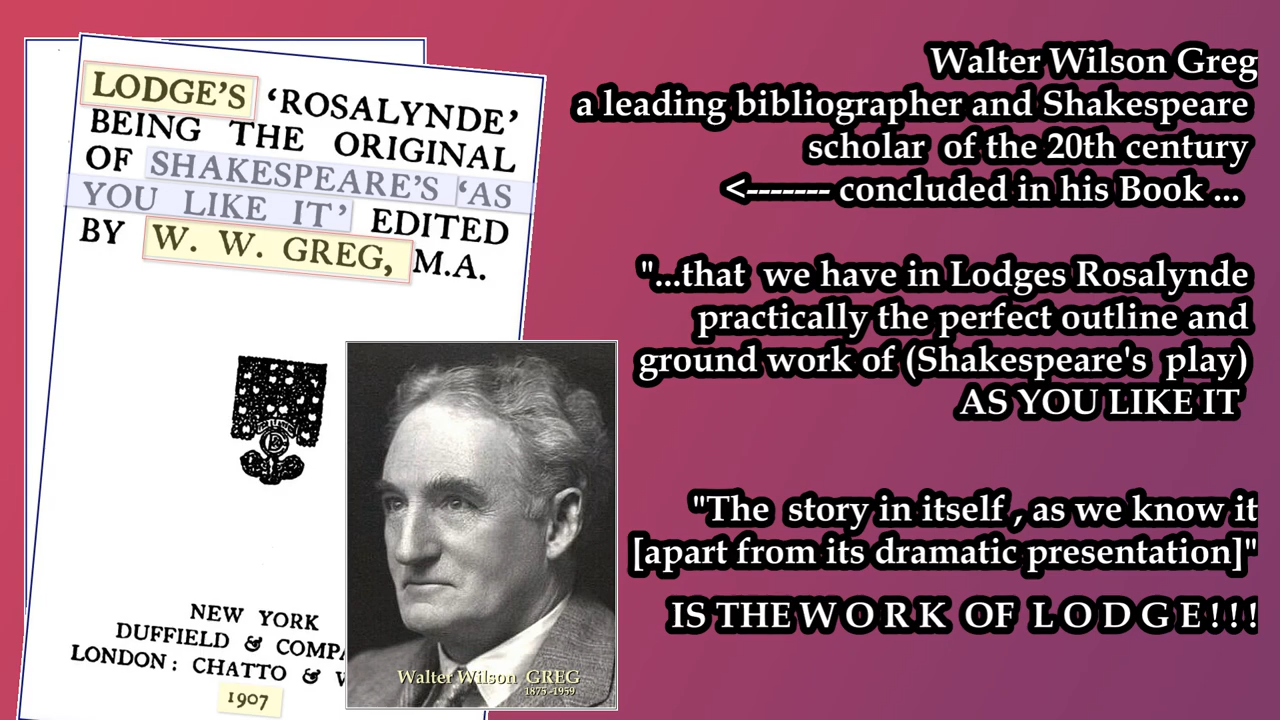 LODGE'S 'ROSALYNDE'
BEING THE ORIGINAL
OF SHAKESPEARE'S 'AS
YOU LIKE IT' EDITED
BY W. W. GREG, M.A.
NEW YORK
DUFFIELD & COMPA
LONDON: CHATTO & W
1907
Walter Wilson GREG
1875-1959
Walter Wilson Greg
a leading bibliographer and Shakespeare
scholar of the 20th century
<------- concluded in his Book ...
"...that we have in Lodges Rosalynde
practically the perfect outline and
ground work of (Shakespeare's play)
AS YOU LIKE IT
"The story in itself , as we know it
[apart from its dramatic presentation]"
IS THE W O R K OF L O D G E ! ! !